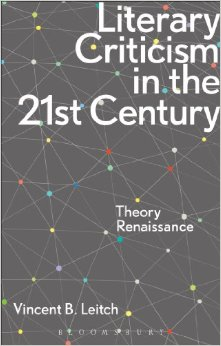 Literary
Criticism
in the
21st Century
Theory
Renaissance
Vincent B. Leitch
BLOOMSBURY